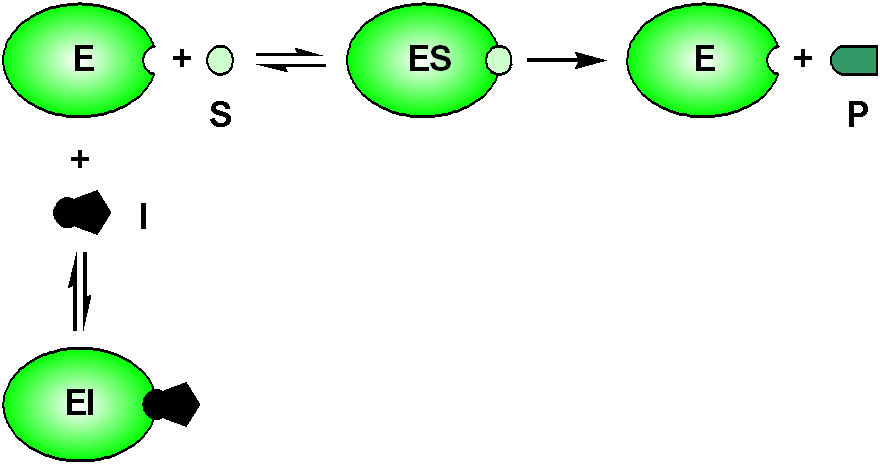 E + ES E +
S P
+
I
EI